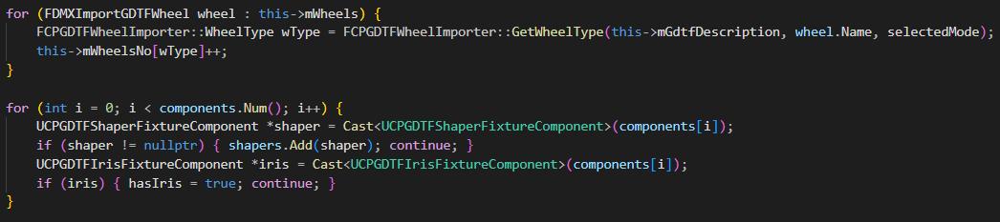 for (FDMXImportGDTFWheel wheel : this->mWheels) {
    FCPGDTFWheelImporter::WheelType wType = FCPGDTFWheelImporter::GetWheelType(this->mGdtfDescription, wheel.Name, selectedMode);
    this->mWheelsNo[wType]++;
}

for (int i = 0; i < components.Num(); i++) {
    UCPGDTFShaperFixtureComponent *shaper = Cast<UCPGDTFShaperFixtureComponent>(components[i]);
    if (shaper != nullptr) { shapers.Add(shaper); continue; }
    UCPGDTFIrisFixtureComponent *iris = Cast<UCPGDTFIrisFixtureComponent>(components[i]);
    if (iris) { hasIris = true; continue; }
}